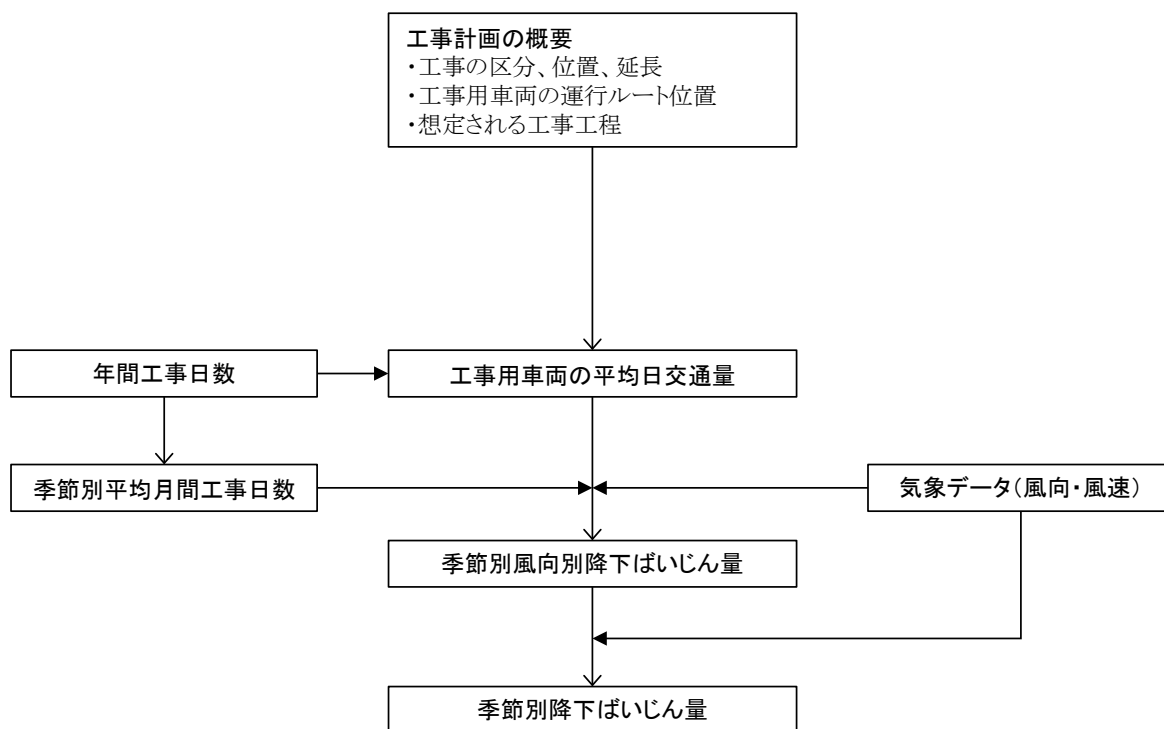 工事計画の概要
・工事の区分、位置、延長
・工事用車両の運行ルート位置
・想定される工事工程
年間工事日数
工事用車両の平均日交通量
季節別平均月間工事日数
気象データ(風向・風速)
季節別風向別降下ばいじん量
季節別降下ばいじん量